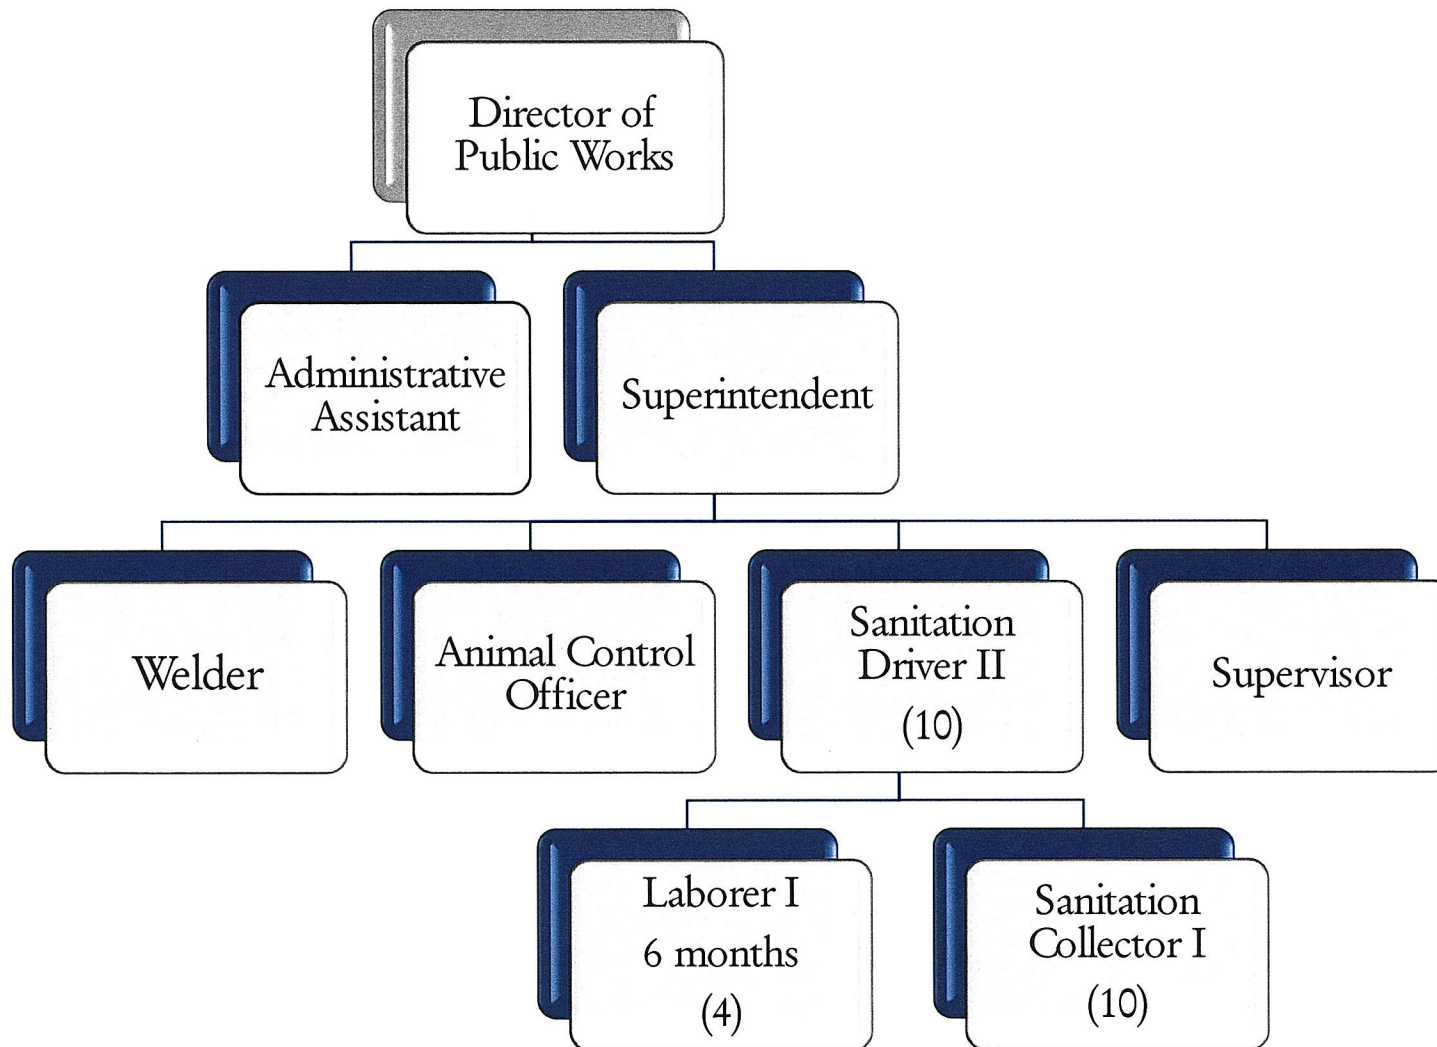 Director of
Public Works
Administrative
Assistant
Superintendent
Welder
Animal Control
Officer
Sanitation
Driver II
(10)
Supervisor
Laborer I
6 months
(4)
Sanitation
Collector I
(10)